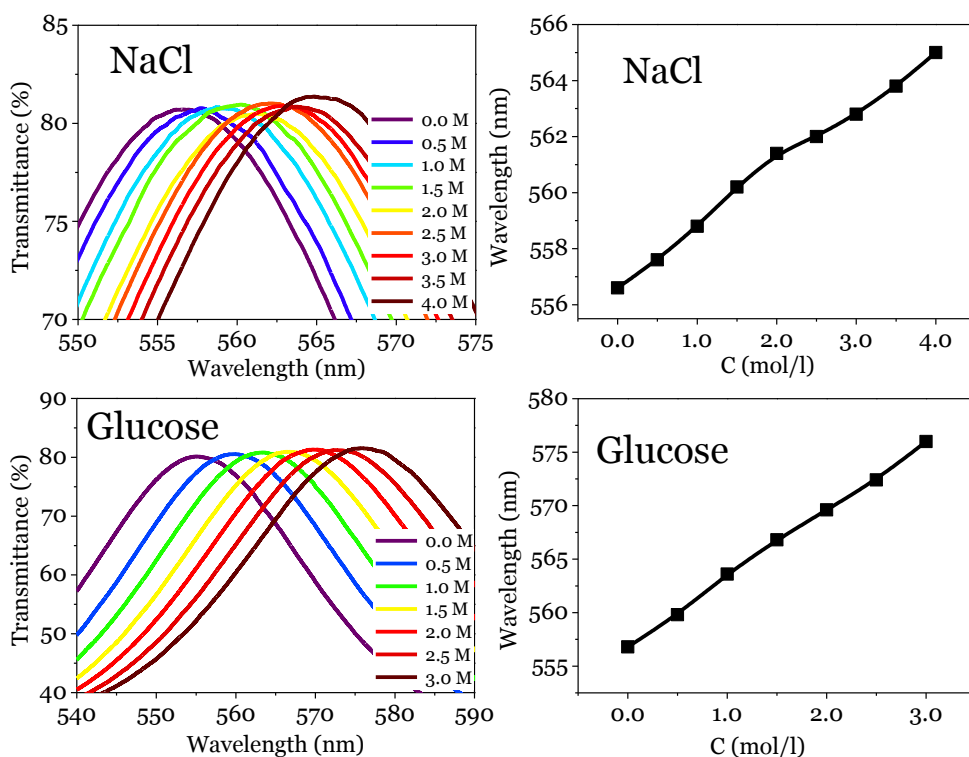 NaCl
Transmittance (%)
85
80
75
70
550
555
560
565
570
575
Wavelength (nm)
0.0 M
0.5 M
1.0 M
1.5 M
2.0 M
2.5 M
3.0 M
3.5 M
4.0 M
NaCl
Wavelength (nm)
566
564
562
560
558
556
0.0
1.0
2.0
3.0
4.0
C (mol/l)
Glucose
Transmittance (%)
90
80
70
60
50
40
540
550
560
570
580
590
Wavelength (nm)
0.0 M
0.5 M
1.0 M
1.5 M
2.0 M
2.5 M
3.0 M
Glucose
Wavelength (nm)
580
575
570
565
560
555
0.0
1.0
2.0
3.0
C (mol/l)